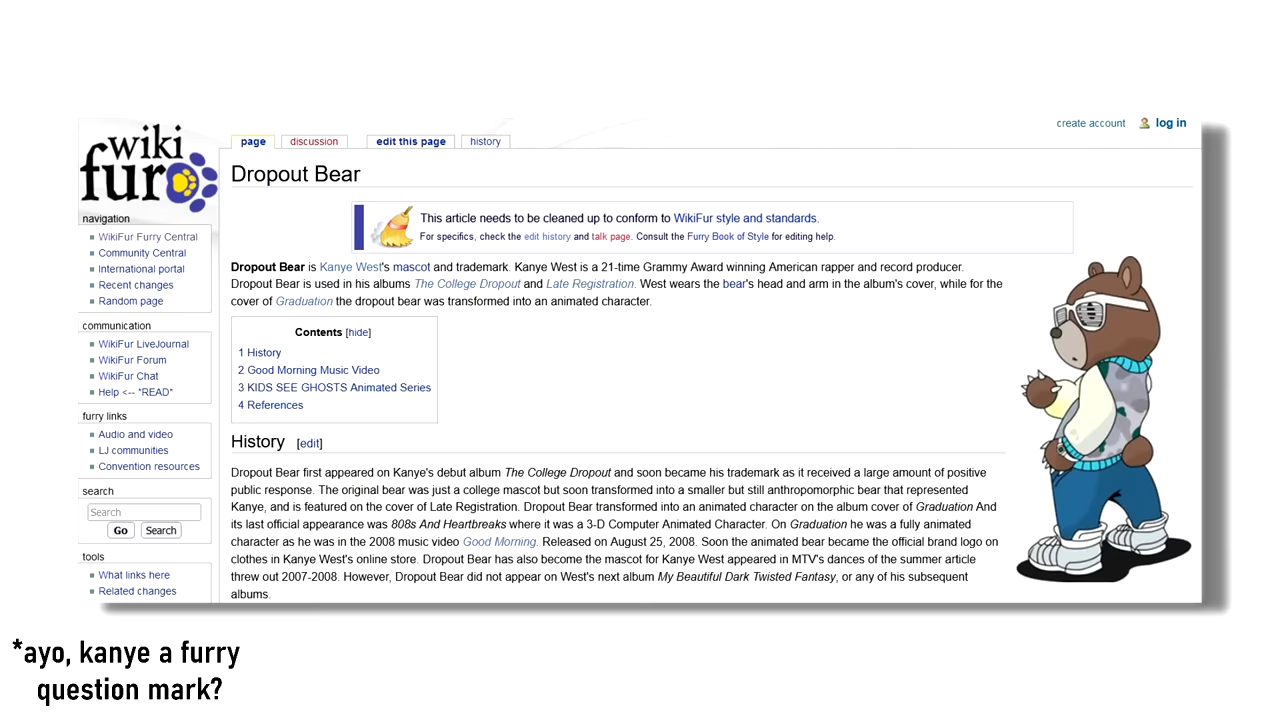 wiki
fur
create account
log in
page
discussion
edit this page
history
Dropout Bear
This article needs to be cleaned up to conform to WikiFur style and standards.
For specifics, check the edit history and talk page. Consult the Furry Book of Style for editing help.
navigation
WikiFur Furry Central
Community Central
International portal
Recent changes
Random page
communication
WikiFur LiveJournal
WikiFur Forum
WikiFur Chat
Help <-- *READ*
furry links
Audio and video
LJ communities
Convention resources
search
Search
Go
Search
tools
What links here
Related changes
Dropout Bear is Kanye West's mascot and trademark. Kanye West is a 21-time Grammy Award winning American rapper and record producer.
Dropout Bear is used in his albums The College Dropout and Late Registration. West wears the bear's head and arm in the album's cover, while for the
cover of Graduation the dropout bear was transformed into an animated character.
Contents [hide]
1 History
2 Good Morning Music Video
3 KIDS SEE GHOSTS Animated Series
4 References
History [edit]
Dropout Bear first appeared on Kanye's debut album The College Dropout and soon became his trademark as it received a large amount of positive
public response. The original bear was just a college mascot but soon transformed into a smaller but still anthropomorphic bear that represented
Kanye, and is featured on the cover of Late Registration. Dropout Bear transformed into an animated character on the album cover of Graduation And
its last official appearance was 808s And Heartbreaks where it was a 3-D Computer Animated Character. On Graduation he was a fully animated
character as he was in the 2008 music video Good Morning. Released on August 25, 2008. Soon the animated bear became the official brand logo on
clothes in Kanye West's online store. Dropout Bear has also become the mascot for Kanye West appeared in MTV's dances of the summer article
threw out 2007-2008. However, Dropout Bear did not appear on West's next album My Beautiful Dark Twisted Fantasy, or any of his subsequent
albums.
*ayo, kanye a furry
question mark?